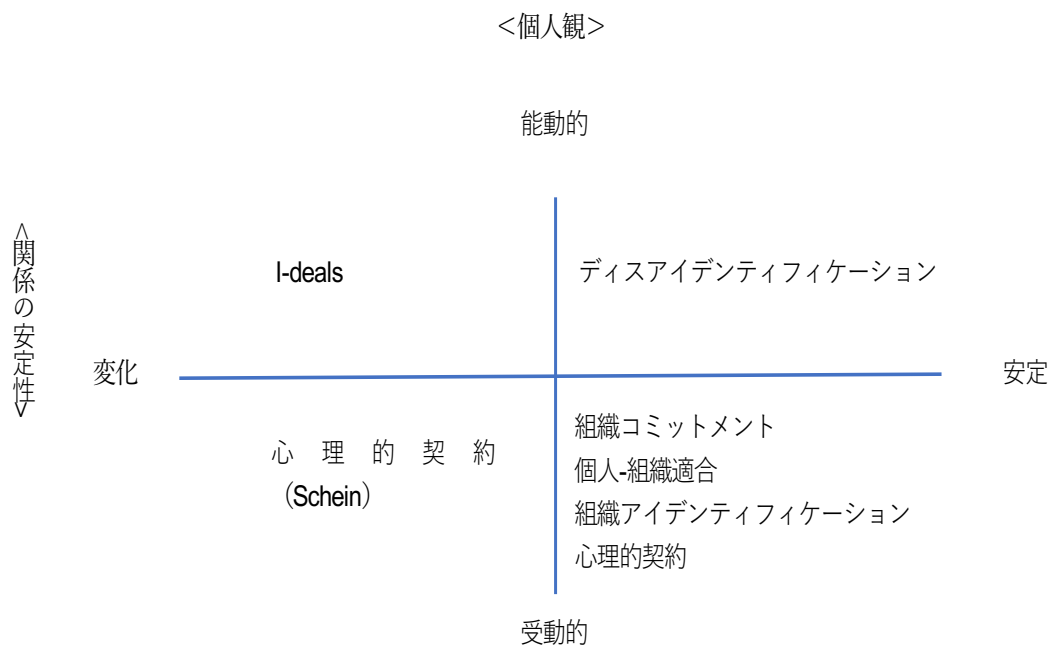 <個人観>
能動的
<関係の安定性>
I-deals
ディスアイデンティフィケーション
変化
安定
心理的契約
（Schein）
組織コミットメント
個人-組織適合
組織アイデンティフィケーション
心理的契約
受動的